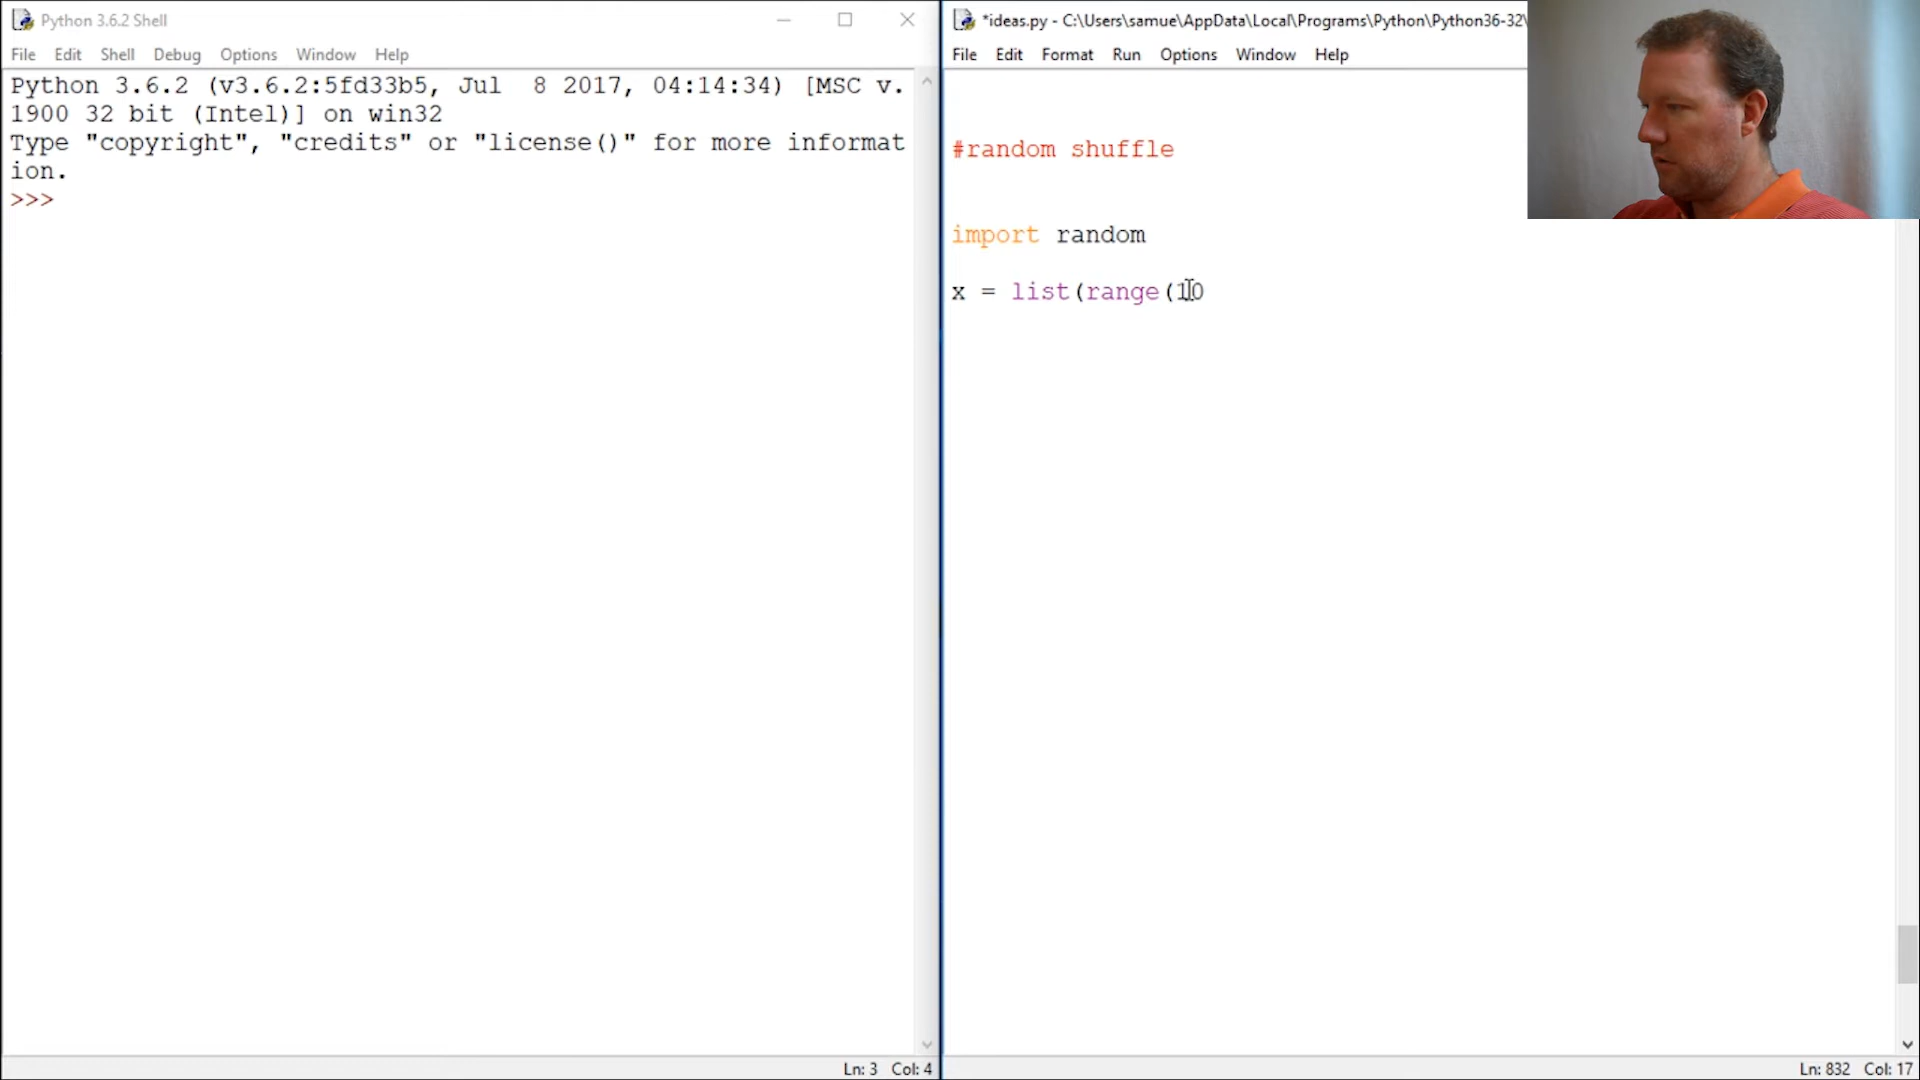 Python 3.6.2 Shell
File Edit Shell Debug Options Window Help
Python 3.6.2 (v3.6.2:5fd33b5, Jul  8 2017, 04:14:34) [MSC v.
1900 32 bit (Intel)] on win32
Type "copyright", "credits" or "license()" for more informat
ion.
>>>
Ln: 3 Col: 4
*ideas.py - C:\Users\samue\AppData\Local\Programs\Python\Python36-32\
File Edit Format Run Options Window Help
#random shuffle
import random
x = list(range(10
Ln: 832 Col: 17